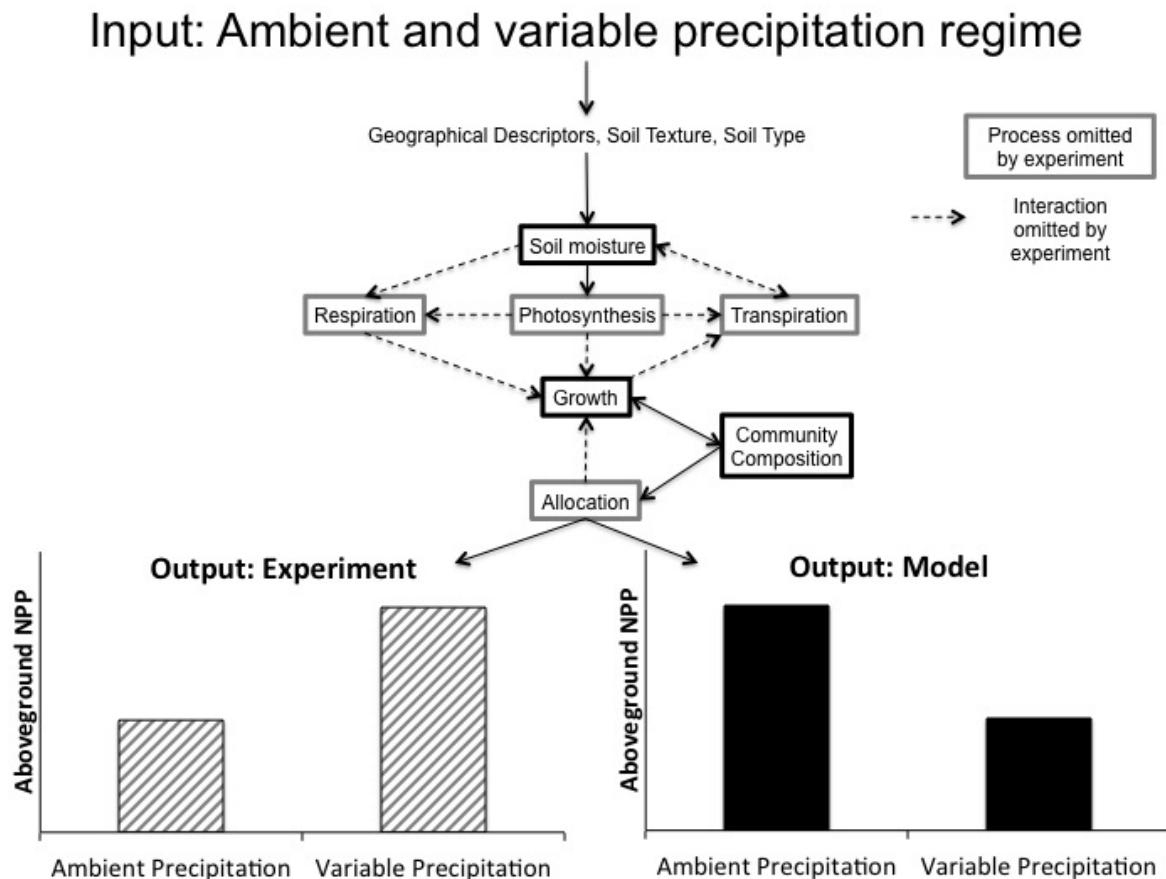 Input: Ambient and variable precipitation regime
Geographical Descriptors, Soil Texture, Soil Type
Process omitted
by experiment
Interaction
omitted by
experiment
Soil moisture
Respiration
Photosynthesis
Transpiration
Growth
Community
Composition
Allocation
Output: Experiment
Aboveground NPP
Ambient Precipitation
Variable Precipitation
Output: Model
Aboveground NPP
Ambient Precipitation
Variable Precipitation